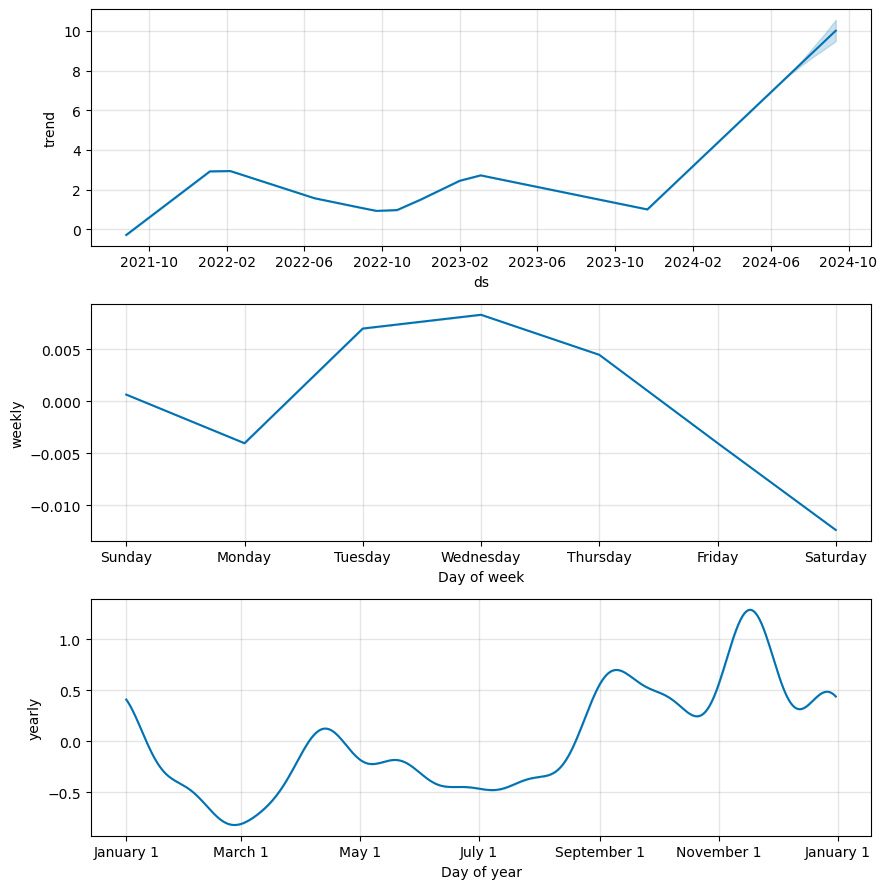 10
8
6
4
2
0
trend
2021-10 2022-02 2022-06 2022-10 2023-02 2023-06 2023-10 2024-02 2024-06 2024-10
ds
0.005
0.000
−0.005
−0.010
weekly
Sunday Monday Tuesday Wednesday Thursday Friday Saturday
Day of week
1.0
0.5
0.0
−0.5
yearly
January 1 March 1 May 1 July 1 September 1 November 1 January 1
Day of year